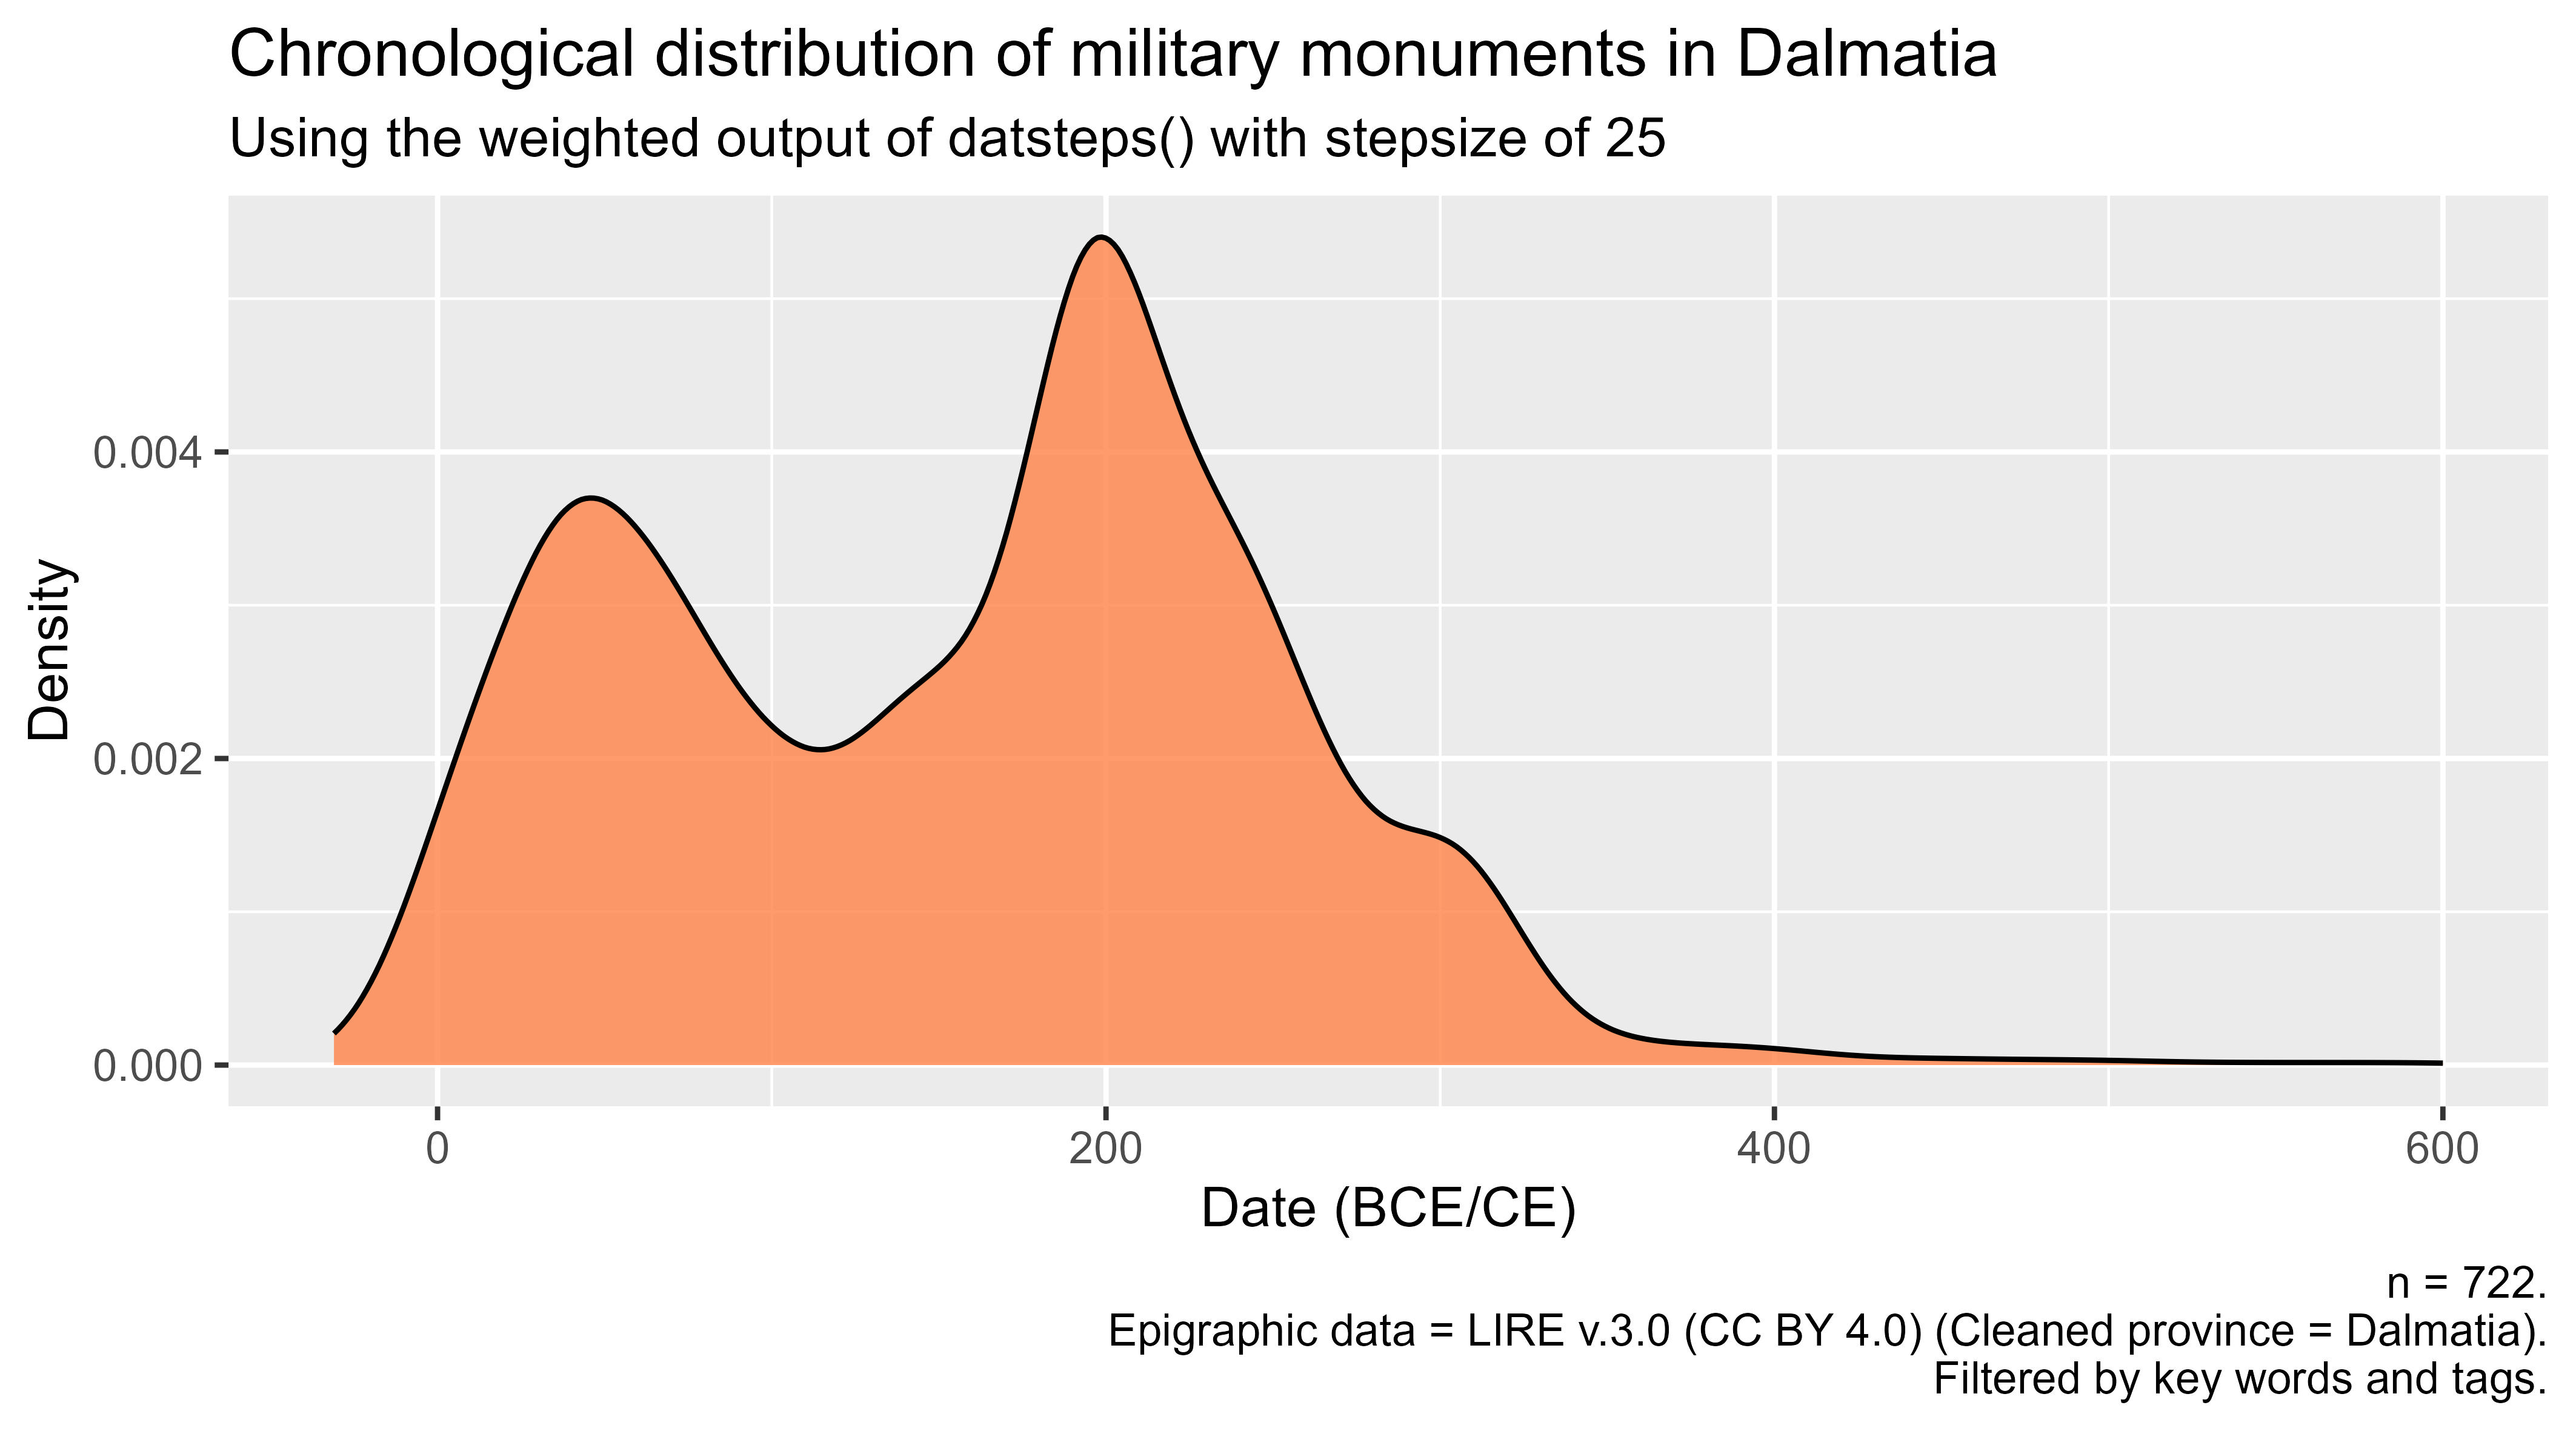 Chronological distribution of military monuments in Dalmatia
Using the weighted output of datsteps() with stepsize of 25
Density
0.004
0.002
0.000
0
200
400
600
Date (BCE/CE)
n = 722.
Epigraphic data = LIRE v.3.0 (CC BY 4.0) (Cleaned province = Dalmatia).
Filtered by key words and tags.